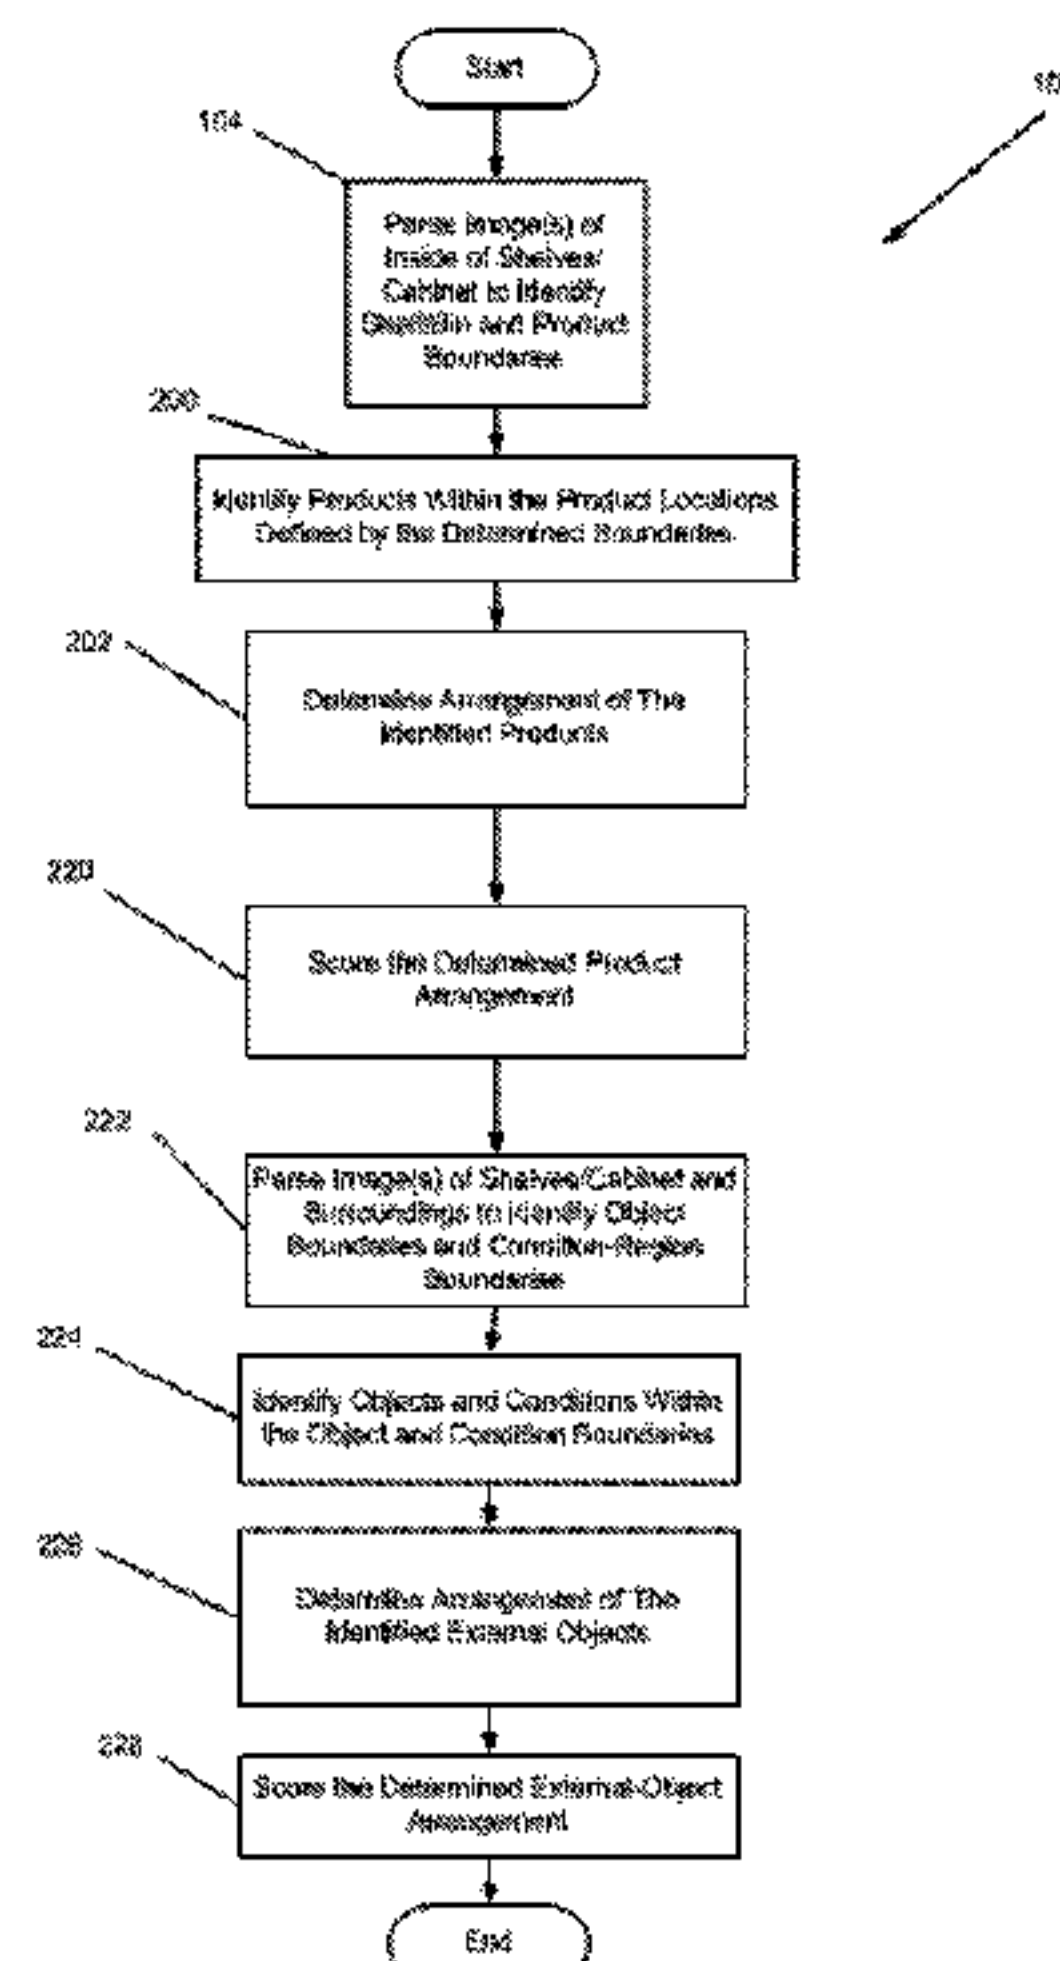 Start
Parse Image(s) of
Inside of Shelves/
Cabinet to Identify
and Product
Boundaries
200
Identify Products Within the Product Locations
Defined by the Determined Boundaries
202
Determine Arrangement of The
Identified Products
220
Score the Determined Product
Arrangement
222
Parse Image(s) of Shelves/Cabinet and
Surroundings to Identify Object
Boundaries and Condition-Region
Boundaries
224
Identify Objects and Conditions Within
the Object and Condition Boundaries
226
Determine Arrangement of The
Identified External Objects
228
Score the Determined External-Object
Arrangement
End